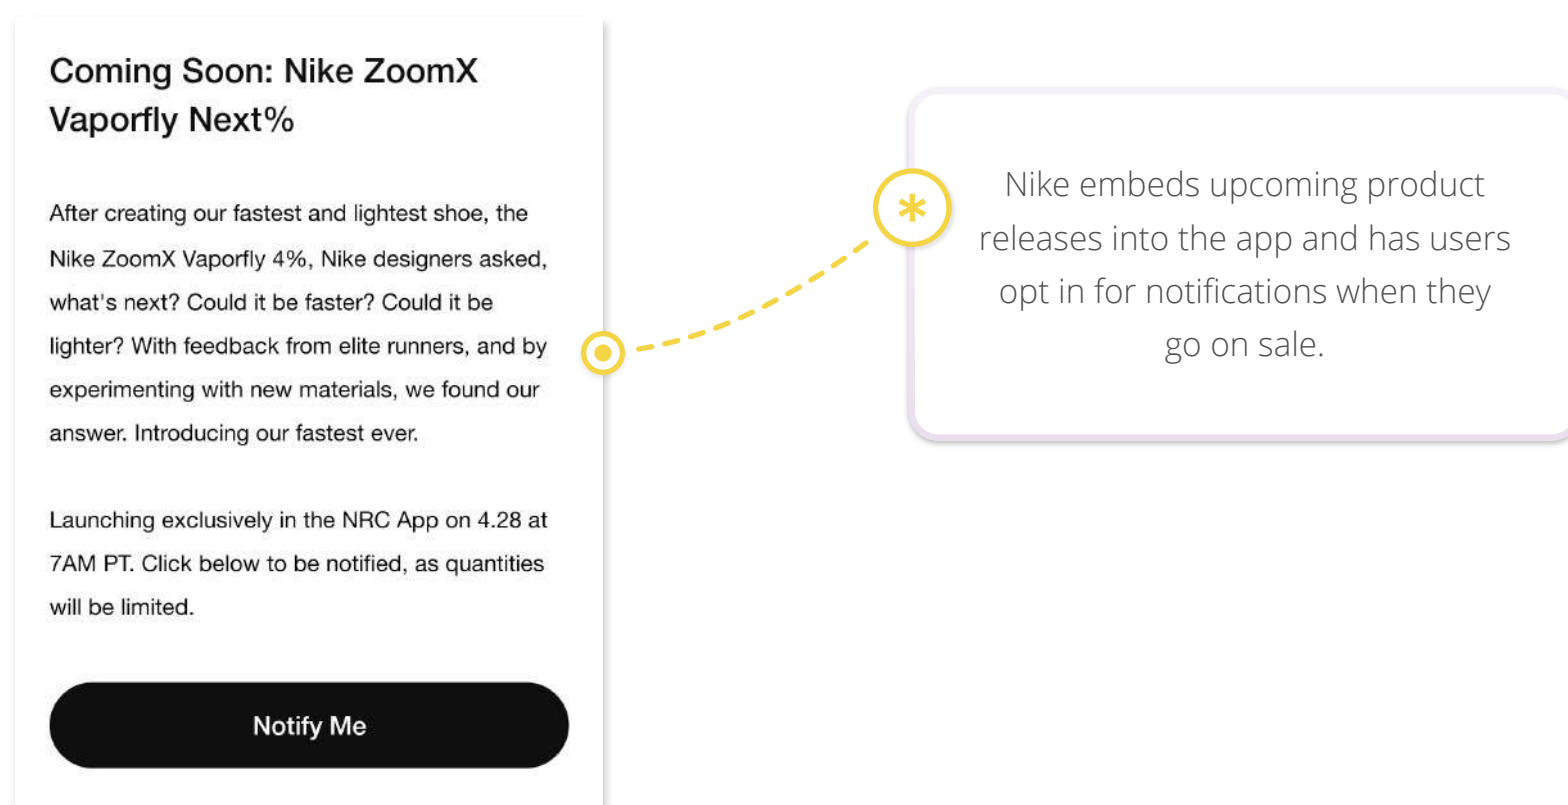 Coming Soon: Nike ZoomX
Vaporfly Next%
After creating our fastest and lightest shoe, the
Nike ZoomX Vaporfly 4%, Nike designers asked,
what's next? Could it be faster? Could it be
lighter? With feedback from elite runners, and by
experimenting with new materials, we found our
answer. Introducing our fastest ever.
Launching exclusively in the NRC App on 4.28 at
7AM PT. Click below to be notified, as quantities
will be limited.
Notify Me
*
Nike embeds upcoming product
releases into the app and has users
opt in for notifications when they
go on sale.